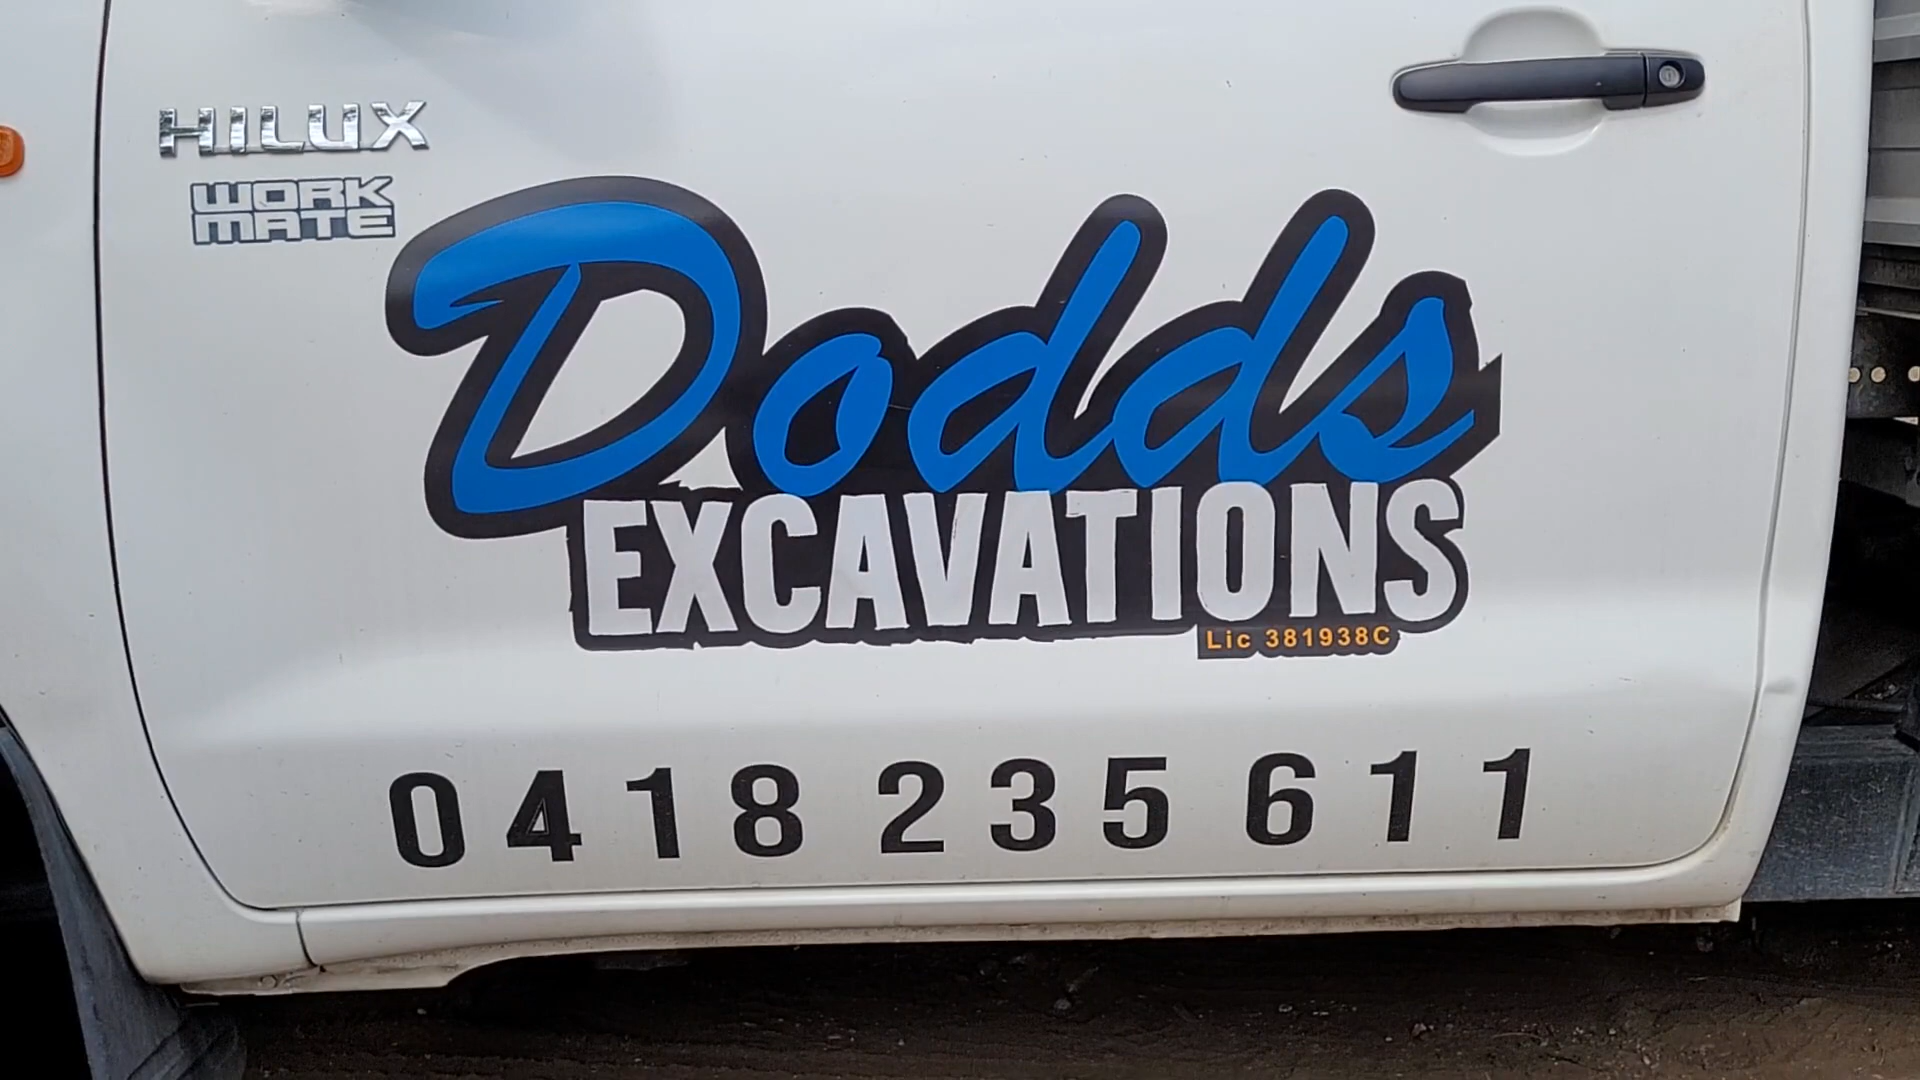 HILUX
WORK
MATE
Dodds
EXCAVATIONS
Lic 381938C
0418 235 611